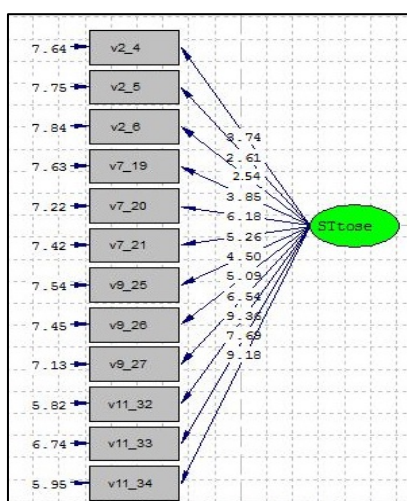 7.64 v2_4
7.75 v2_5
7.84 v2_6
7.63 v7_19
7.22 v7_20
7.42 v7_21
7.54 v9_25
7.45 v9_26
7.13 v9_27
5.82 v11_32
6.74 v11_33
5.95 v11_34
3.74
2.61
2.54
3.85
6.18
5.26
4.50
5.09
6.54
9.36
7.69
9.18
STtose